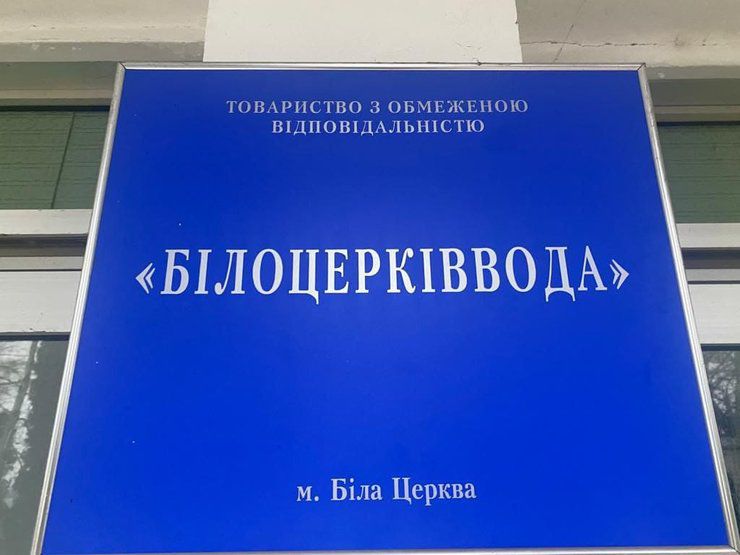 ТОВАРИСТВО З ОБМЕЖЕНОЮ
ВІДПОВІДАЛЬНІСТЮ
«БІЛОЦЕРКІВВОДА»
м. Біла Церква